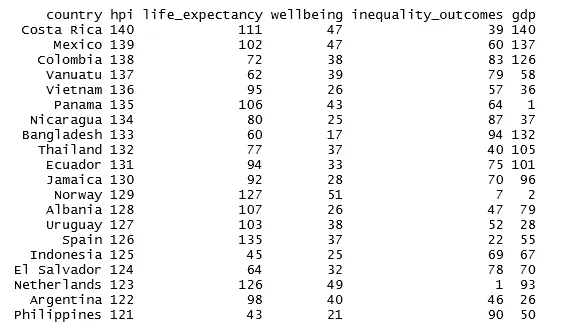 country hpi life_expectancy wellbeing inequality_outcomes gdp
Costa Rica 140 111 47 39 140
Mexico 139 102 47 60 137
Colombia 138 72 38 83 126
Vanuatu 137 62 39 79 58
Vietnam 136 95 26 57 36
Panama 135 106 43 64 1
Nicaragua 134 80 25 87 37
Bangladesh 133 60 17 94 132
Thailand 132 77 37 40 105
Ecuador 131 94 33 75 101
Jamaica 130 92 28 70 96
Norway 129 127 51 7 2
Albania 128 107 26 47 79
Uruguay 127 103 38 52 28
Spain 126 135 37 22 55
Indonesia 125 45 25 69 67
El Salvador 124 64 32 78 70
Netherlands 123 126 49 1 93
Argentina 122 98 40 46 26
Philippines 121 43 21 90 50